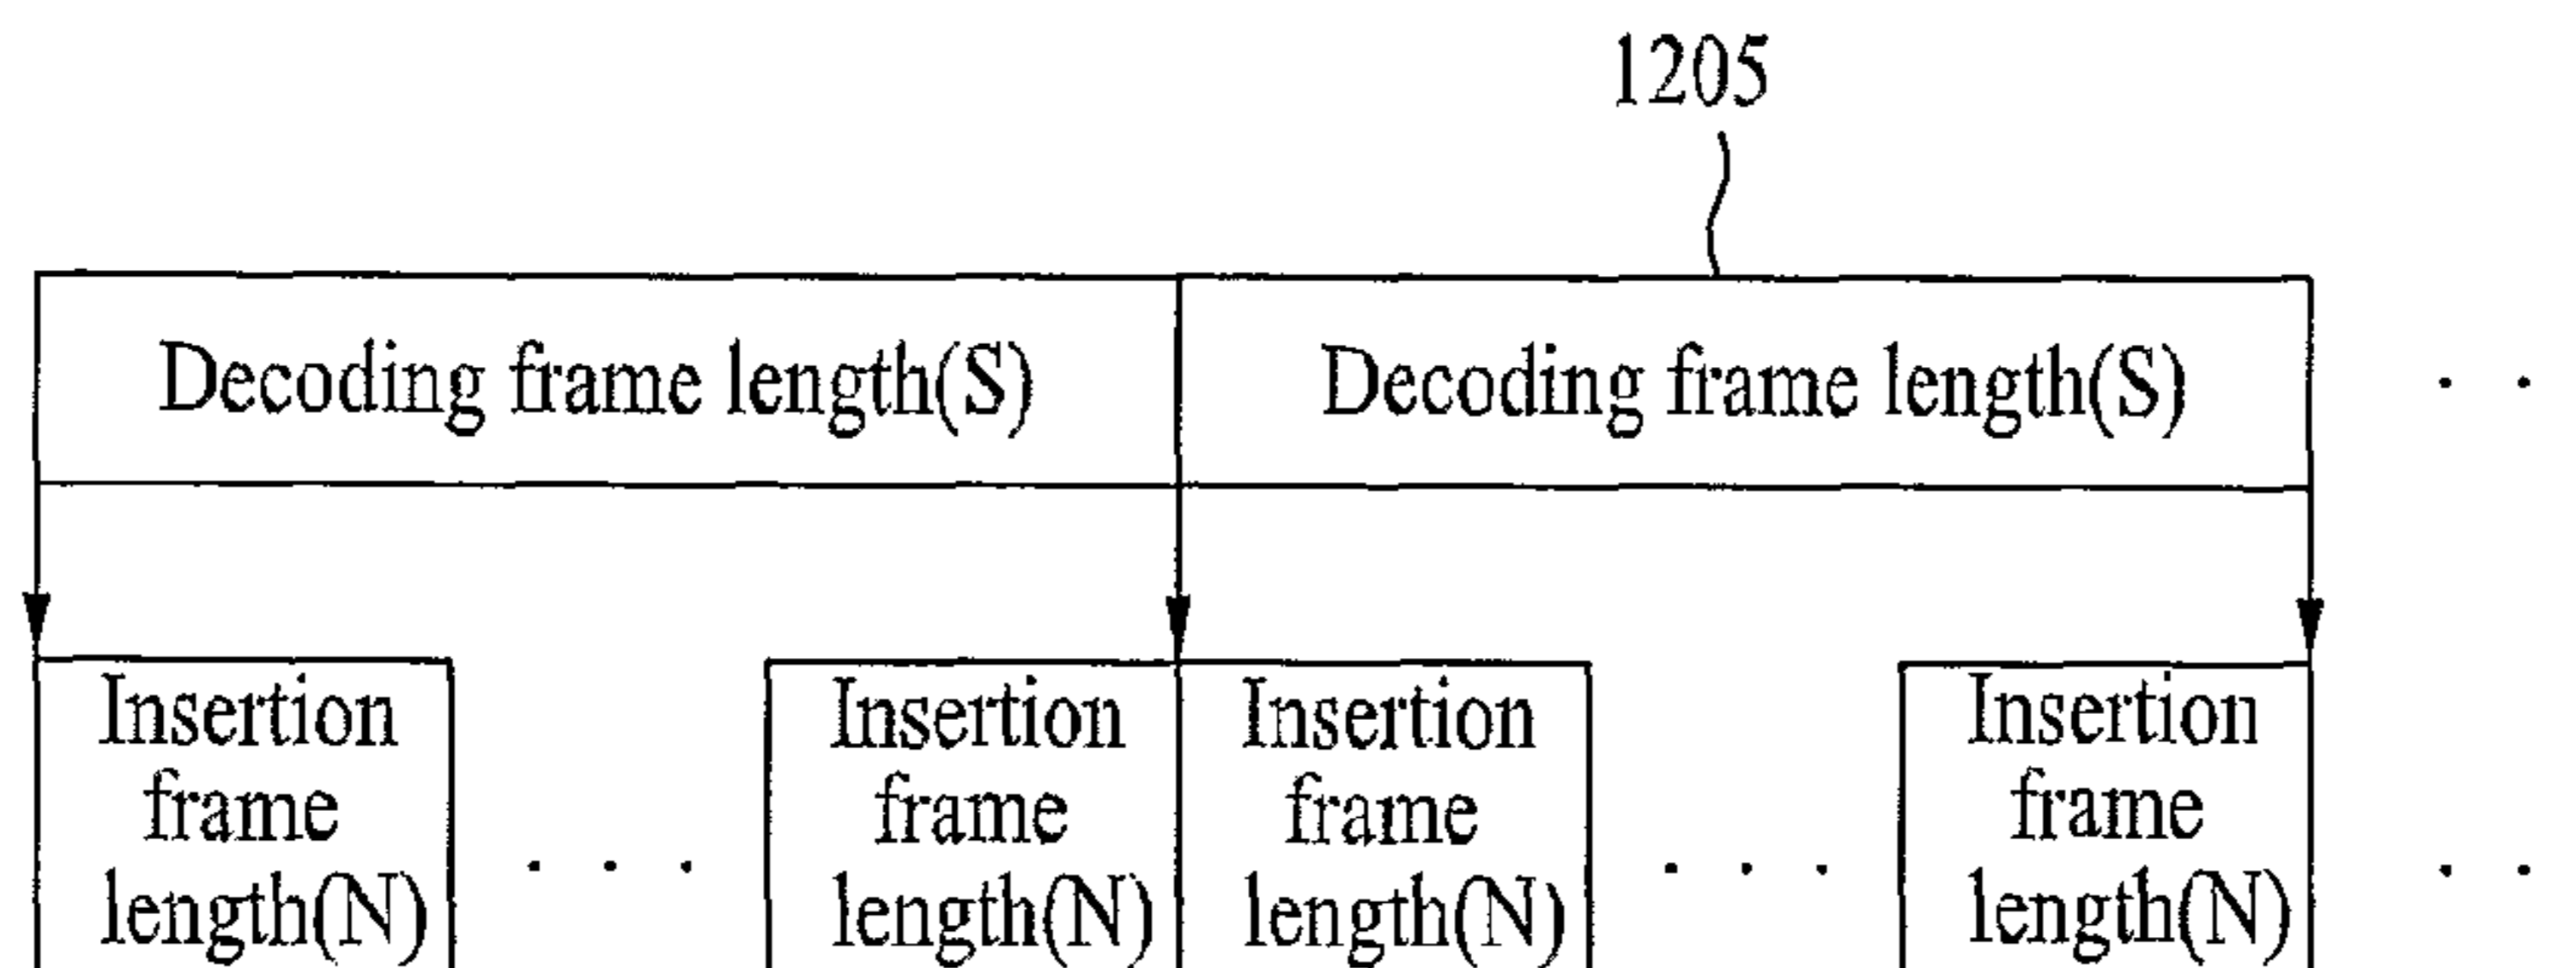 1205
Decoding frame length(S) Decoding frame length(S) . .
Insertion Insertion Insertion Insertion
frame frame frame frame
length(N) . . . length(N) length(N) . . . length(N) . .